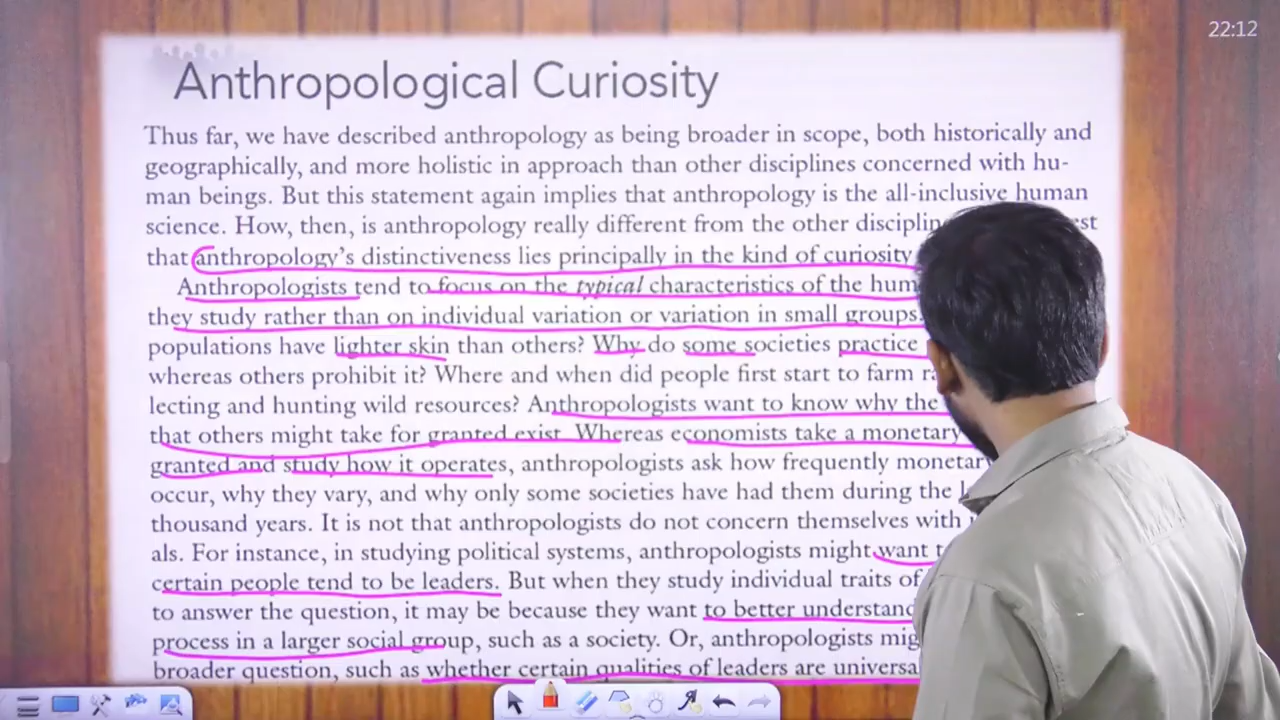 22:12
Anthropological Curiosity
Thus far, we have described anthropology as being broader in scope, both historically and
geographically, and more holistic in approach than other disciplines concerned with hu-
man beings. But this statement again implies that anthropology is the all-inclusive human
science. How, then, is anthropology really different from the other
that anthropology's distinctiveness lies principally in the kind of curiosity
Anthropologists tend to focus on the typical characteristics of the
they study rather than on individual variation or variation in small groups.
populations have lighter skin than others? Why do some societies practice
whereas others prohibit it? Where and when did people first start to farm
lecting and hunting wild resources? Anthropologists want to know why the
that others might take for granted exist. Whereas economists take a monetary
granted and study how it operates, anthropologists ask how frequently
occur, why they vary, and why only some societies have had them during the
thousand years. It is not that anthropologists do not concern themselves with
als. For instance, in studying political systems, anthropologists might want
certain people tend to be leaders. But when they study individual traits of
to answer the question, it may be because they want to better understand
process in a larger social group, such as a society. Or, anthropologists
broader question, such as whether certain qualities of leaders are